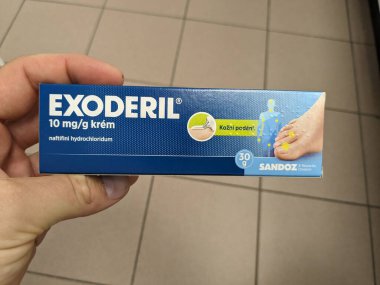 EXODERIL®
10 mg/g krém
naftifini hydrochloridum
Kožní podání
30
g
SANDOZ